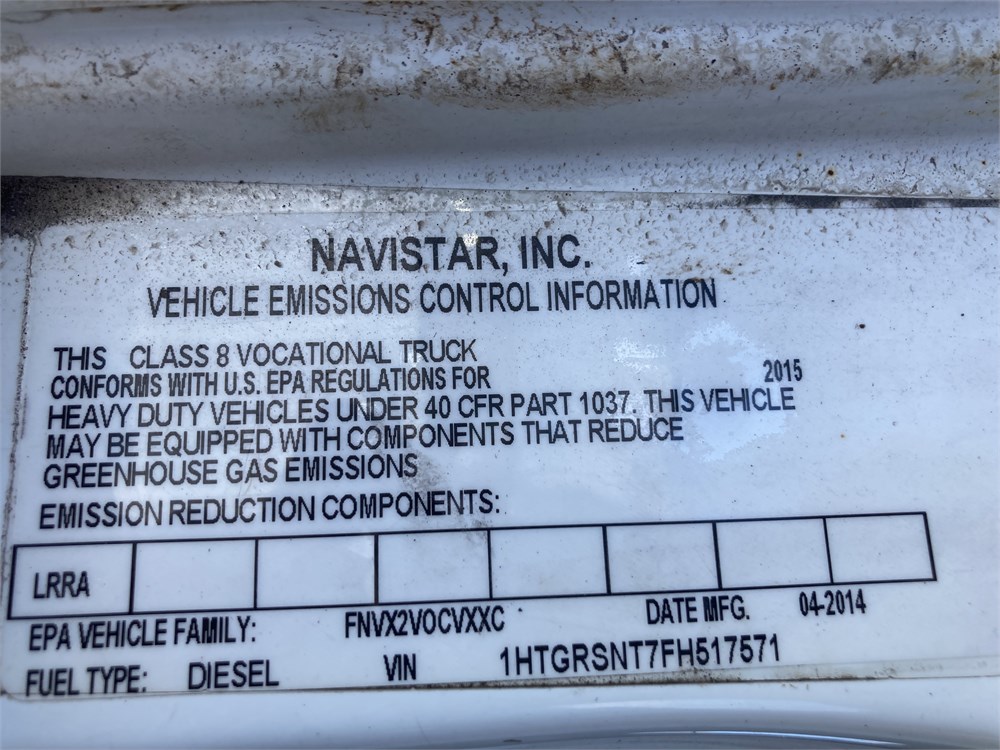 NAVISTAR, INC.
VEHICLE EMISSIONS CONTROL INFORMATION
THIS CLASS 8 VOCATIONAL TRUCK
CONFORMS WITH U.S. EPA REGULATIONS FOR 2015
HEAVY DUTY VEHICLES UNDER 40 CFR PART 1037. THIS VEHICLE
MAY BE EQUIPPED WITH COMPONENTS THAT REDUCE
GREENHOUSE GAS EMISSIONS
EMISSION REDUCTION COMPONENTS:
LRRA
EPA VEHICLE FAMILY: FNVX2VOCVXXC DATE MFG. 04-2014
FUEL TYPE: DIESEL VIN 1HTGRSNT7FH517571